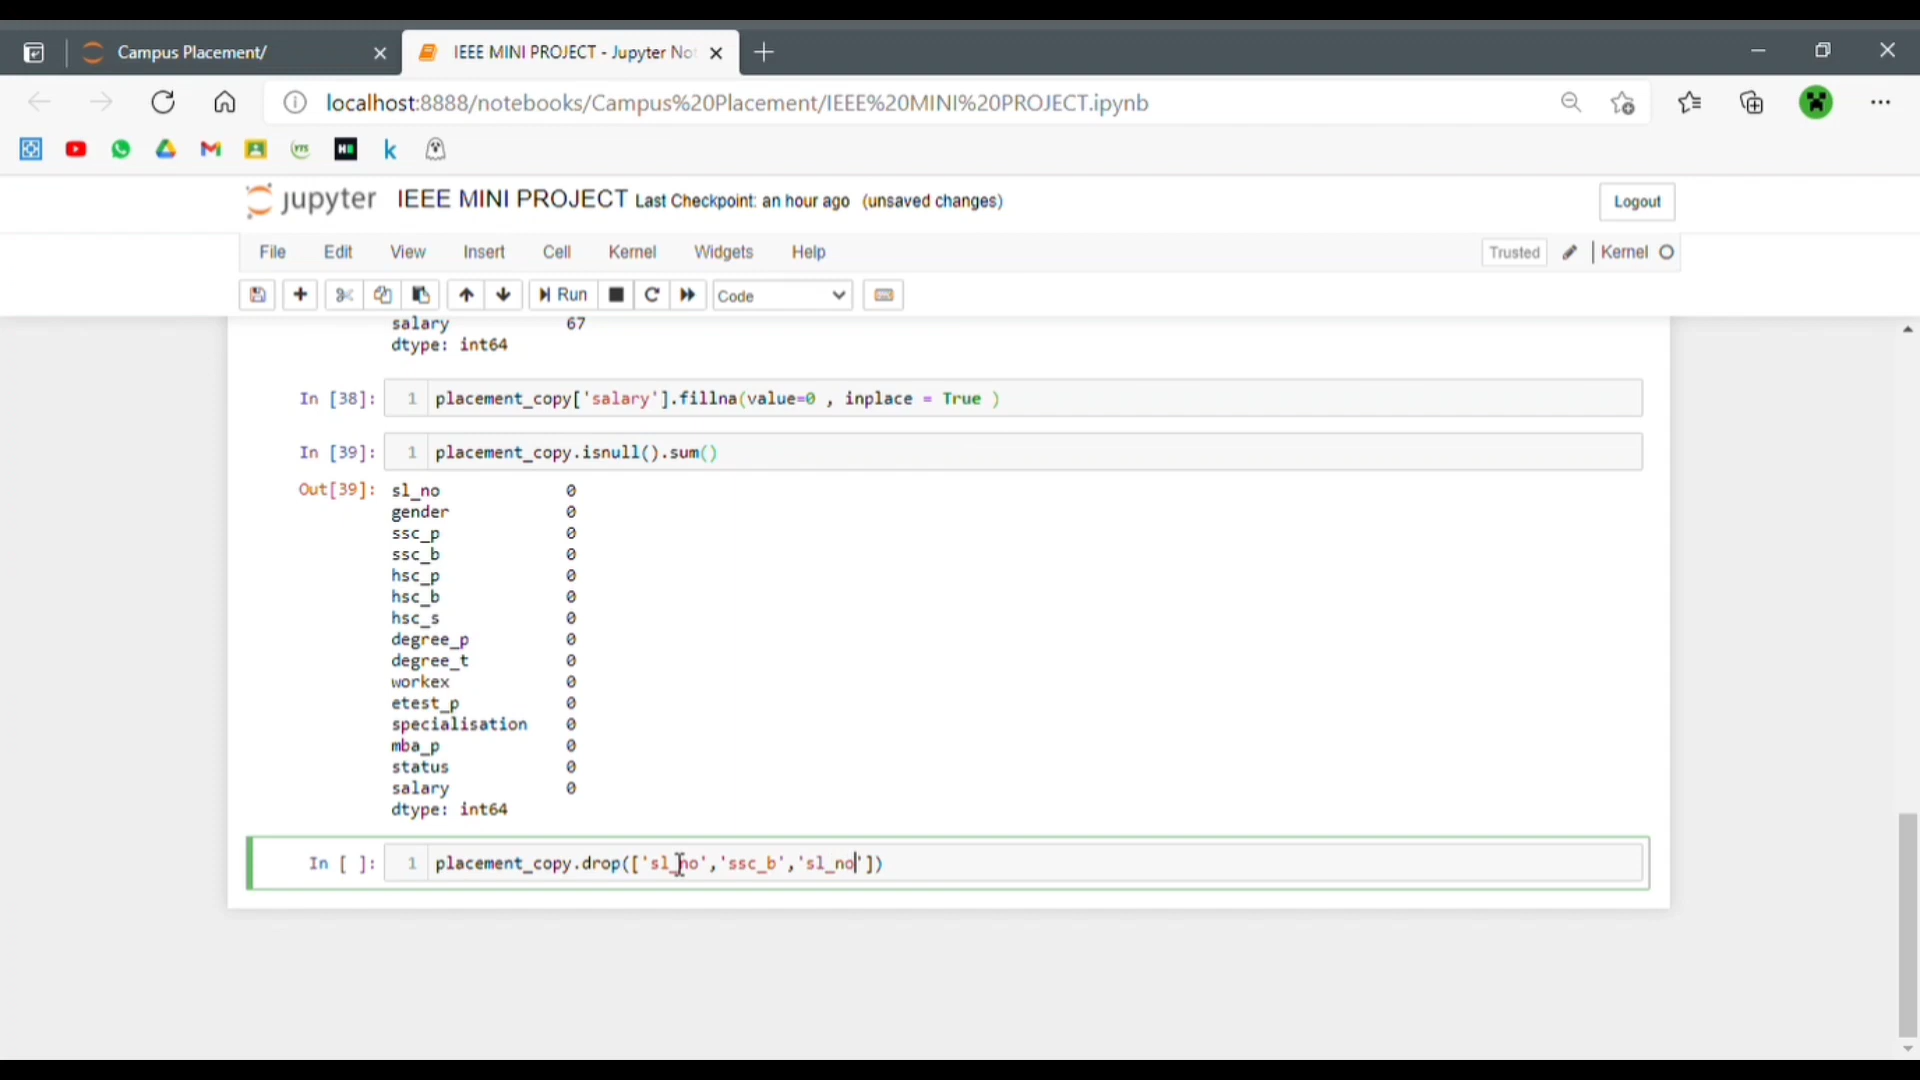 Campus Placement/
IEEE MINI PROJECT - Jupyter No
localhost:8888/notebooks/Campus%20Placement/IEEE%20MINI%20PROJECT.ipynb
jupyter IEEE MINI PROJECT Last Checkpoint: an hour ago (unsaved changes)
Logout
File Edit View Insert Cell Kernel Widgets Help
Trusted Kernel
Run Code
salary 67
dtype: int64
In [38]: 1 placement_copy['salary'].fillna(value=0 , inplace = True )
In [39]: 1 placement_copy.isnull().sum()
Out[39]: sl_no 0
gender 0
ssc_p 0
ssc_b 0
hsc_p 0
hsc_b 0
hsc_s 0
degree_p 0
degree_t 0
workex 0
etest_p 0
specialisation 0
mba_p 0
status 0
salary 0
dtype: int64
In [ ]: 1 placement_copy.drop(['sl_no','ssc_b','sl_no'])